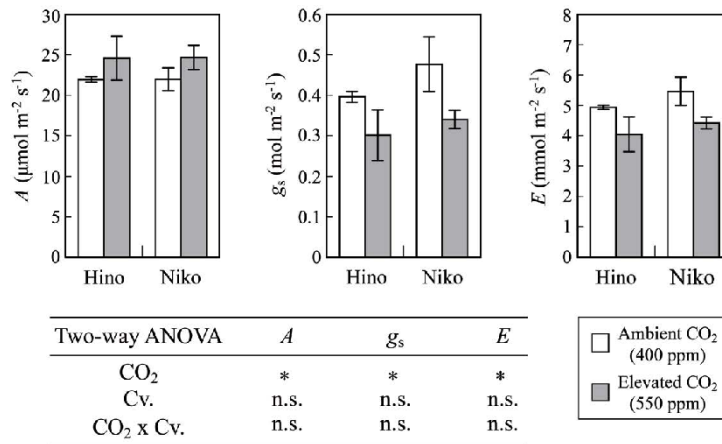 A (μmol m⁻² s⁻¹)
30
25
20
15
10
5
0
Hino Niko
gₛ (mol m⁻² s⁻¹)
0.6
0.5
0.4
0.3
0.2
0.1
0
Hino Niko
E (mmol m⁻² s⁻¹)
8
7
6
5
4
3
2
1
0
Hino Niko
Two-way ANOVA A gₛ E
CO₂ * * *
Cv. n.s. n.s. n.s.
CO₂ x Cv. n.s. n.s. n.s.
Ambient CO₂
(400 ppm)
Elevated CO₂
(550 ppm)